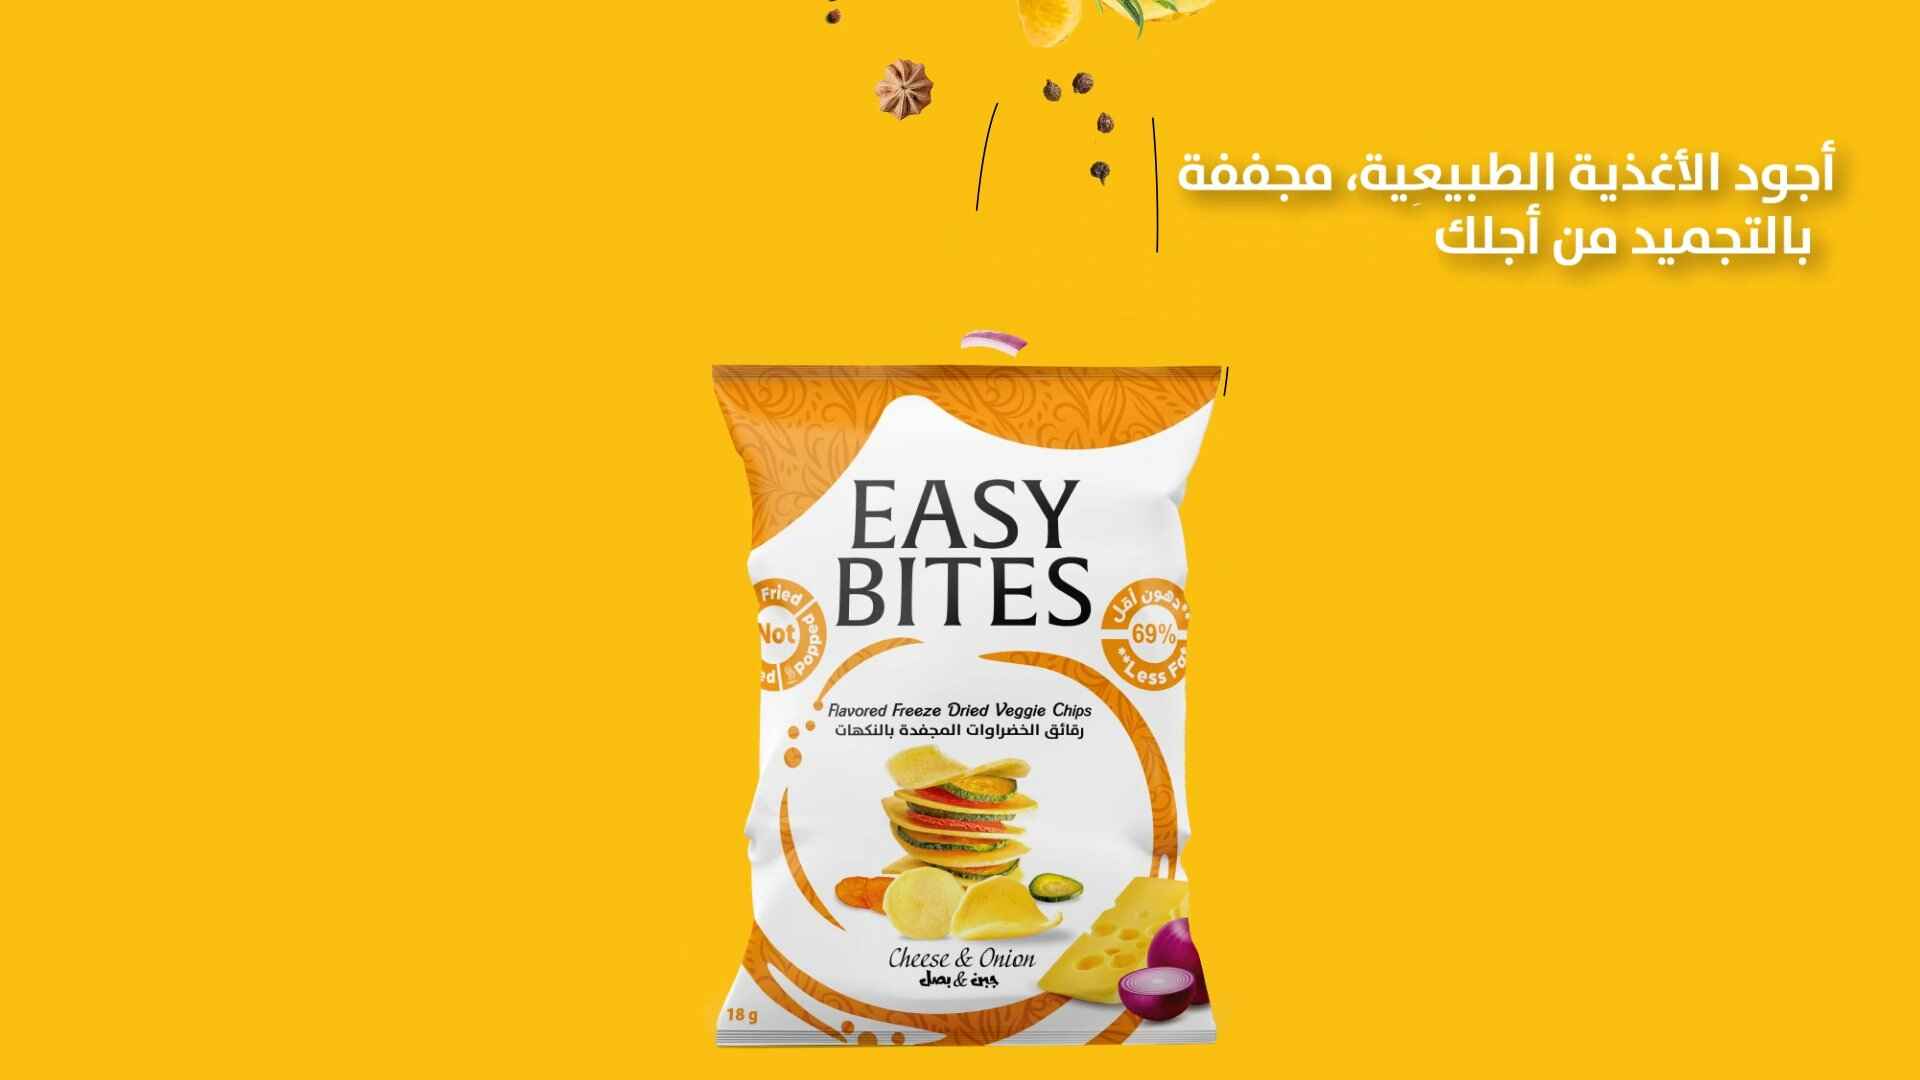 أجود الأغذية الطبيعِية، مجففة
بالتجميد من أجلك
EASY
BITES
Fried
Not
Popped
ed
دهون أقل**
69%
**Less Fat
Flavored Freeze Dried Veggie Chips
رقائق الخضراوات المجفدة بالنكهات
Cheese & Onion
جبن & بصل
18 g